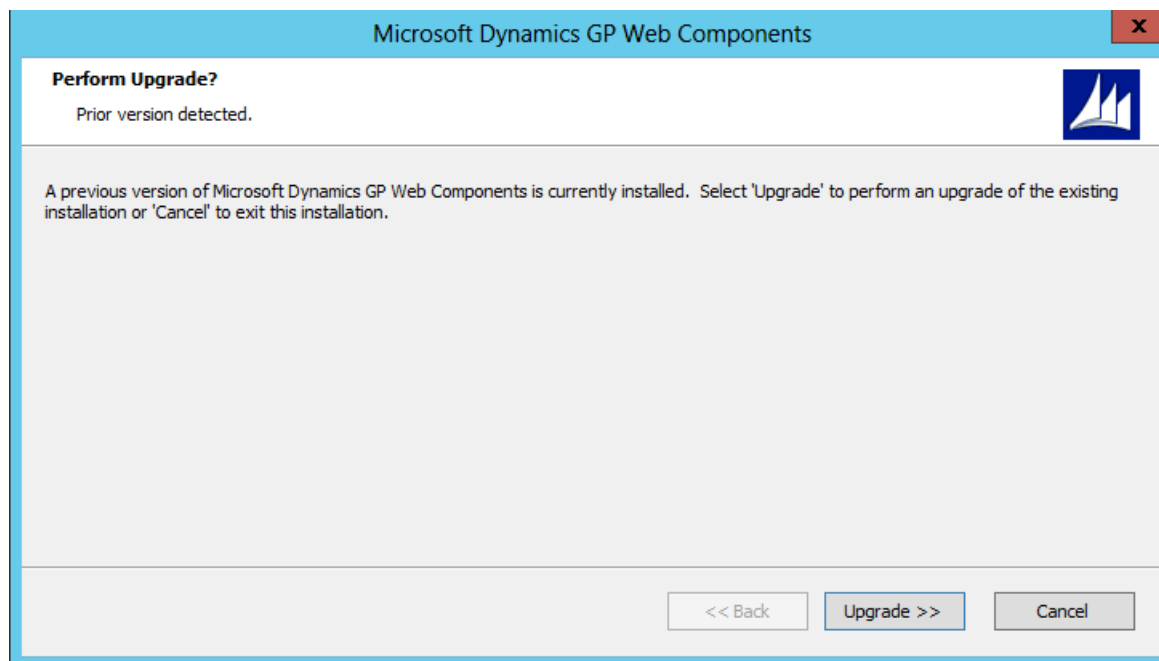 Microsoft Dynamics GP Web Components
x
Perform Upgrade?
Prior version detected.
A previous version of Microsoft Dynamics GP Web Components is currently installed.  Select 'Upgrade' to perform an upgrade of the existing
installation or 'Cancel' to exit this installation.
<< Back
Upgrade >>
Cancel